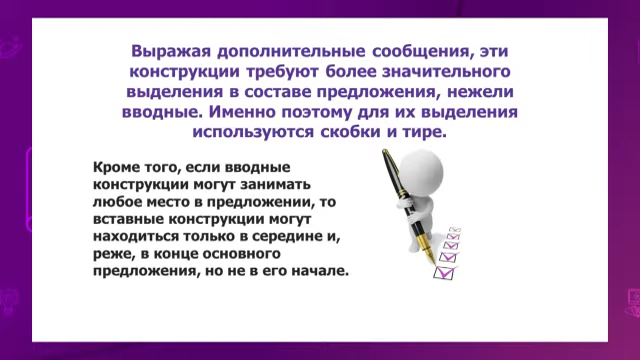 Выражая дополнительные сообщения, эти
конструкции требуют более значительного
выделения в составе предложения, нежели
вводные. Именно поэтому для их выделения
используются скобки и тире.
Кроме того, если вводные
конструкции могут занимать
любое место в предложении, то
вставные конструкции могут
находиться только в середине и,
реже, в конце основного
предложения, но не в его начале.